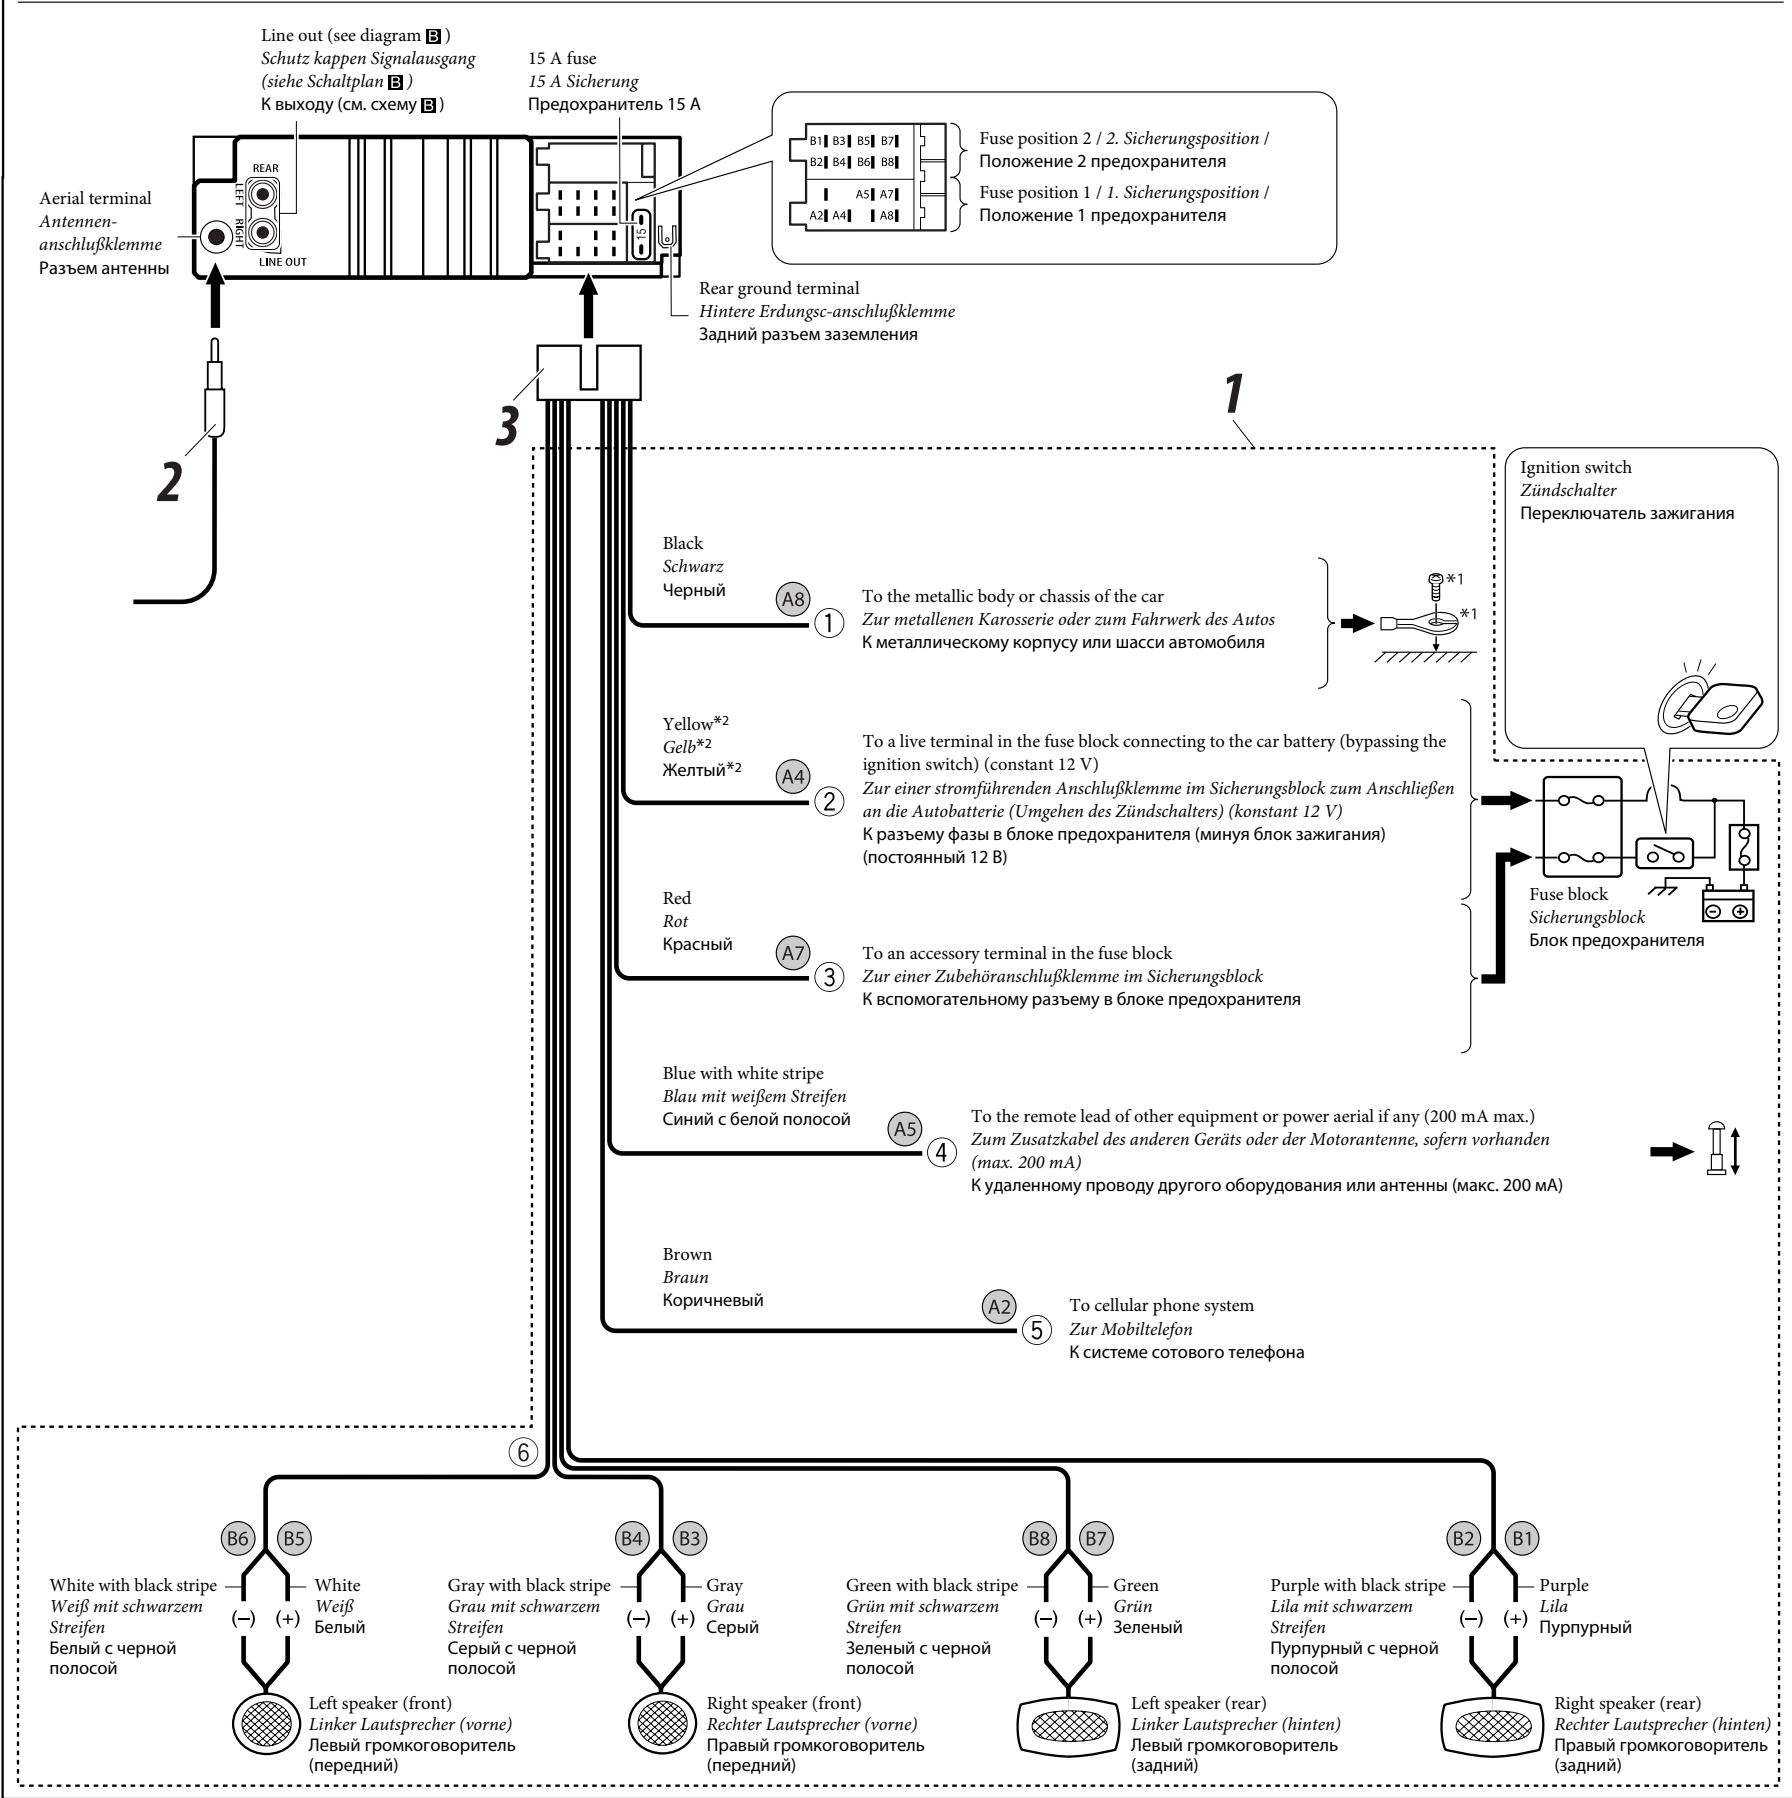 Line out (see diagram B )
Schutz kappen Signalausgang
(siehe Schaltplan B )
К выходу (см. схему B )
15 A fuse
15 A Sicherung
Предохранитель 15 А
Aerial terminal
Antennen-
anschlußklemme
Разъем антенны
REAR
LEFT
RIGHT
LINE OUT
15
B1 B3 B5 B7
B2 B4 B6 B8
A5 A7
A2 A4 A8
Fuse position 2 / 2. Sicherungsposition /
Положение 2 предохранителя
Fuse position 1 / 1. Sicherungsposition /
Положение 1 предохранителя
Rear ground terminal
Hintere Erdungsc-anschlußklemme
Задний разъем заземления
2
3
1
Ignition switch
Zündschalter
Переключатель зажигания
Black
Schwarz
Черный
A8
1
To the metallic body or chassis of the car
Zur metallenen Karosserie oder zum Fahrwerk des Autos
К металлическому корпусу или шасси автомобиля
*1
*1
Yellow*2
Gelb*2
Желтый*2
A4
2
To a live terminal in the fuse block connecting to the car battery (bypassing the
ignition switch) (constant 12 V)
Zur einer stromführenden Anschlußklemme im Sicherungsblock zum Anschließen
an die Autobatterie (Umgehen des Zündschalters) (konstant 12 V)
К разъему фазы в блоке предохранителя (минуя блок зажигания)
(постоянный 12 В)
Fuse block
Sicherungsblock
Блок предохранителя
Red
Rot
Красный
A7
3
To an accessory terminal in the fuse block
Zur einer Zubehöranschlußklemme im Sicherungsblock
К вспомогательному разъему в блоке предохранителя
Blue with white stripe
Blau mit weißem Streifen
Синий с белой полосой
A5
4
To the remote lead of other equipment or power aerial if any (200 mA max.)
Zum Zusatzkabel des anderen Geräts oder der Motorantenne, sofern vorhanden
(max. 200 mA)
К удаленному проводу другого оборудования или антенны (макс. 200 мА)
Brown
Braun
Коричневый
A2
5
To cellular phone system
Zur Mobiltelefon
К системе сотового телефона
6
B6 B5
White with black stripe
Weiß mit schwarzem
Streifen
Белый с черной
полосой
(−) (+)
White
Weiß
Белый
Left speaker (front)
Linker Lautsprecher (vorne)
Левый громкоговоритель
(передний)
B4 B3
Gray with black stripe
Grau mit schwarzem
Streifen
Серый с черной
полосой
(−) (+)
Gray
Grau
Серый
Right speaker (front)
Rechter Lautsprecher (vorne)
Правый громкоговоритель
(передний)
B8 B7
Green with black stripe
Grün mit schwarzem
Streifen
Зеленый с черной
полосой
(−) (+)
Green
Grün
Зеленый
Left speaker (rear)
Linker Lautsprecher (hinten)
Левый громкоговоритель
(задний)
B2 B1
Purple with black stripe
Lila mit schwarzem
Streifen
Пурпурный с черной
полосой
(−) (+)
Purple
Lila
Пурпурный
Right speaker (rear)
Rechter Lautsprecher (hinten)
Правый громкоговоритель
(задний)